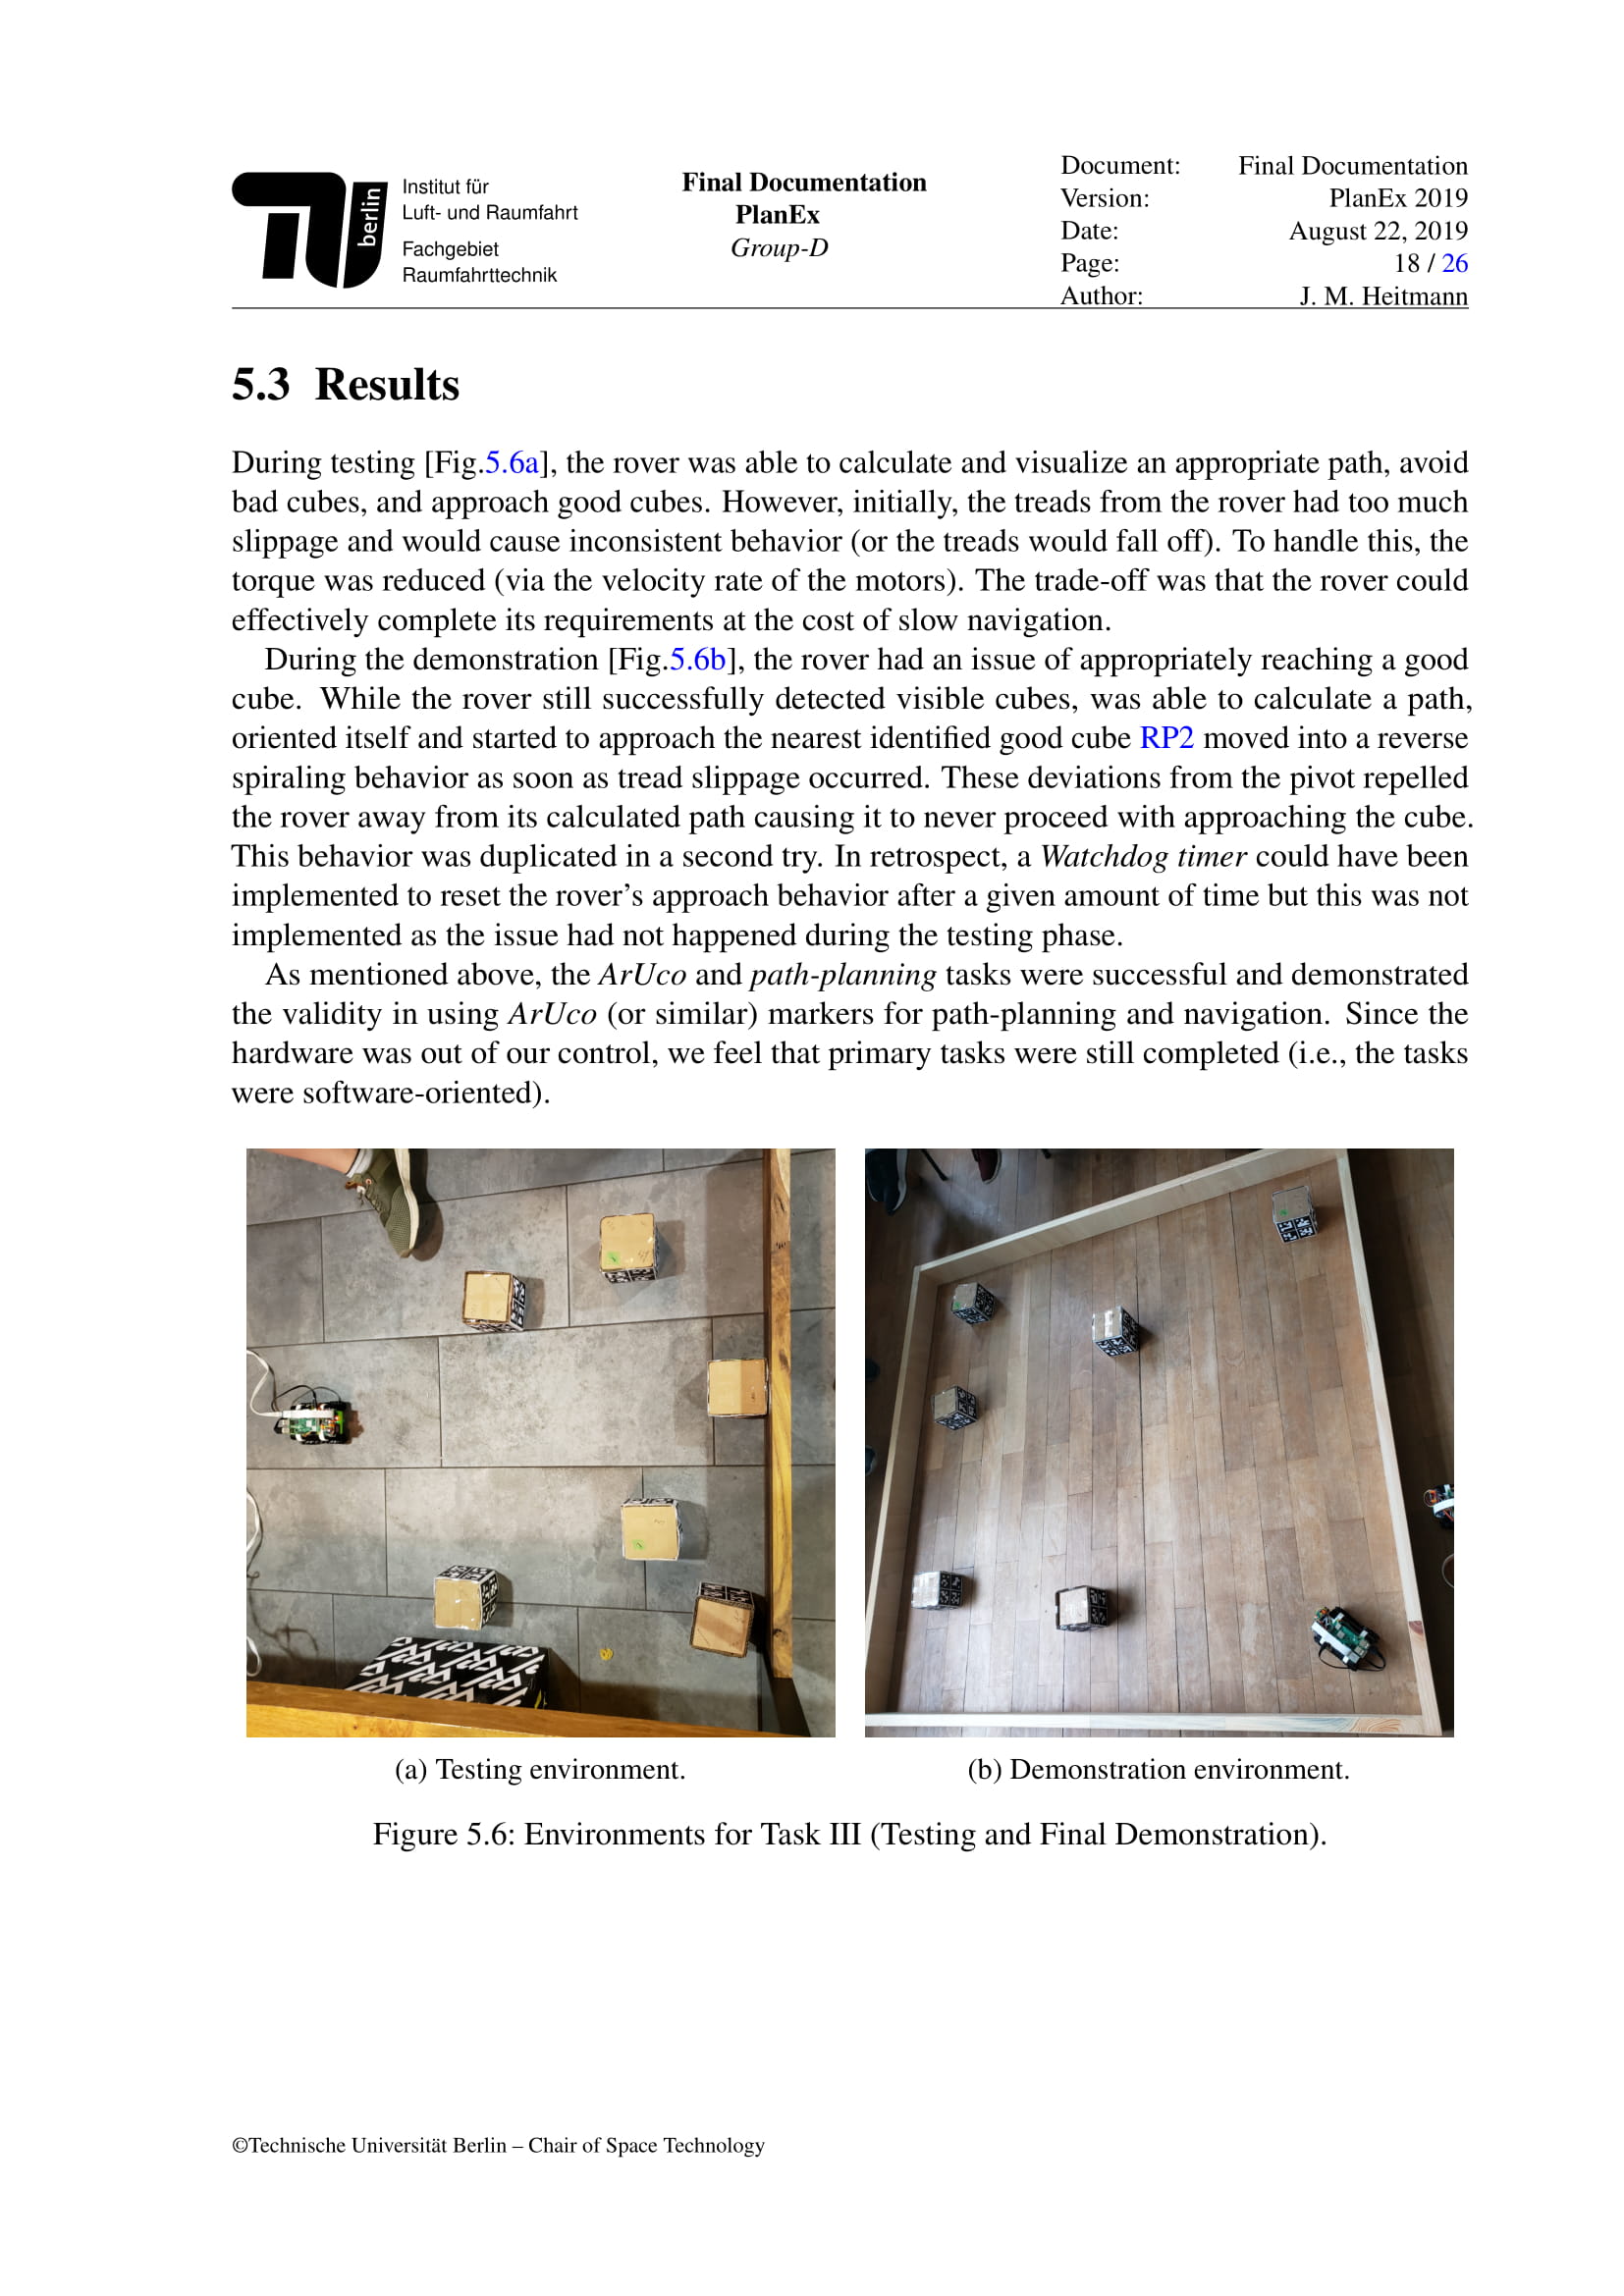 berlin
Institut für
Luft- und Raumfahrt
Fachgebiet
Raumfahrttechnik
Final Documentation
PlanEx
Group-D
Document: Final Documentation
Version: PlanEx 2019
Date: August 22, 2019
Page: 18 / 26
Author: J. M. Heitmann
5.3 Results
During testing [Fig.5.6a], the rover was able to calculate and visualize an appropriate path, avoid
bad cubes, and approach good cubes. However, initially, the treads from the rover had too much
slippage and would cause inconsistent behavior (or the treads would fall off). To handle this, the
torque was reduced (via the velocity rate of the motors). The trade-off was that the rover could
effectively complete its requirements at the cost of slow navigation.
During the demonstration [Fig.5.6b], the rover had an issue of appropriately reaching a good
cube. While the rover still successfully detected visible cubes, was able to calculate a path,
oriented itself and started to approach the nearest identified good cube RP2 moved into a reverse
spiraling behavior as soon as tread slippage occurred. These deviations from the pivot repelled
the rover away from its calculated path causing it to never proceed with approaching the cube.
This behavior was duplicated in a second try. In retrospect, a Watchdog timer could have been
implemented to reset the rover's approach behavior after a given amount of time but this was not
implemented as the issue had not happened during the testing phase.
As mentioned above, the ArUco and path-planning tasks were successful and demonstrated
the validity in using ArUco (or similar) markers for path-planning and navigation. Since the
hardware was out of our control, we feel that primary tasks were still completed (i.e., the tasks
were software-oriented).
(a) Testing environment.
(b) Demonstration environment.
Figure 5.6: Environments for Task III (Testing and Final Demonstration).
©Technische Universität Berlin – Chair of Space Technology